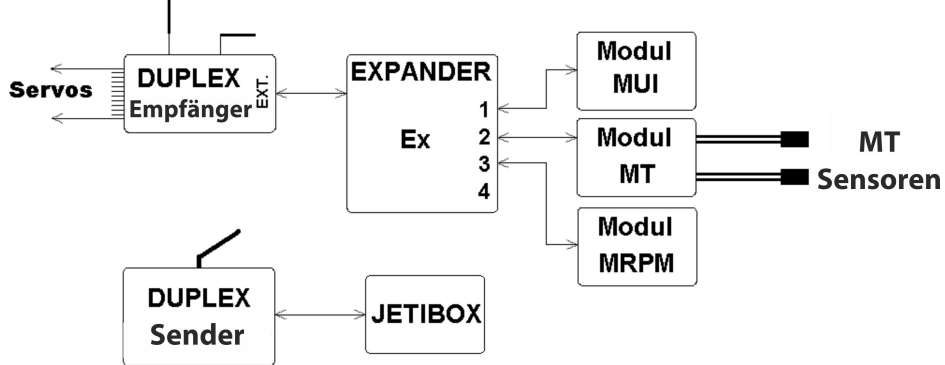 Servos
DUPLEX
Empfänger
EXT.
EXPANDER
Ex
1
2
3
4
Modul
MUI
Modul
MT
Modul
MRPM
MT
Sensoren
DUPLEX
Sender
JETIBOX